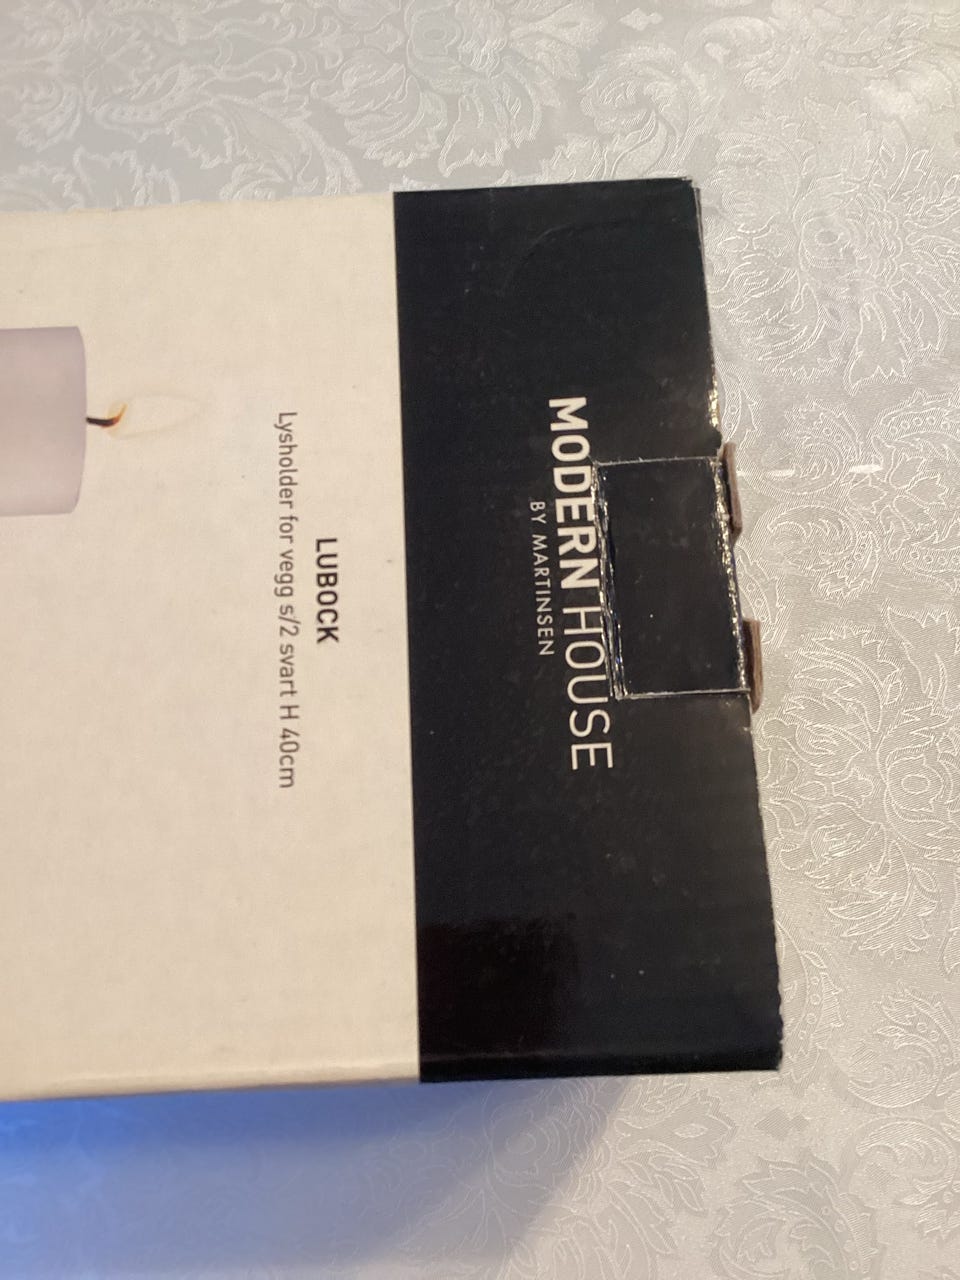 MODERN HOUSE
BY MARTINSEN
LUBOCK
Lysholder for vegg s/2 svart H 40cm